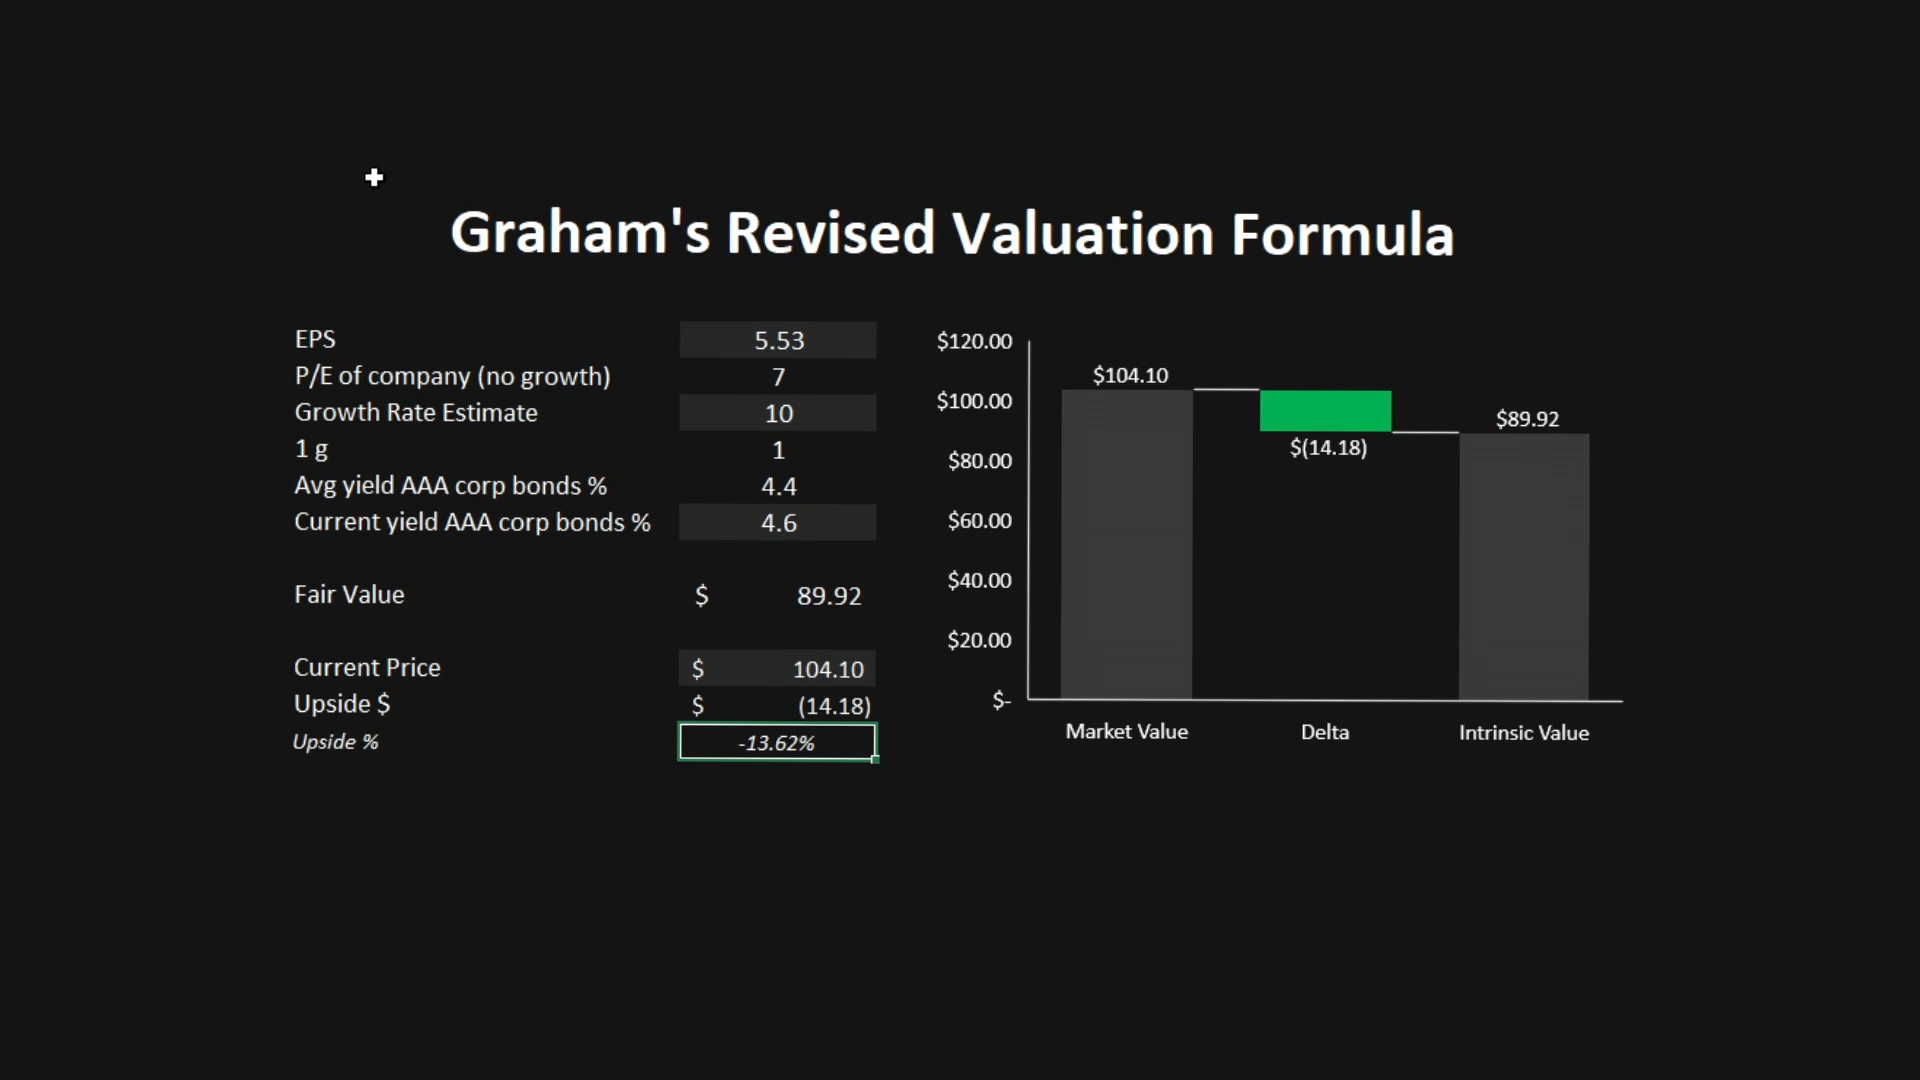 Graham's Revised Valuation Formula
EPS 5.53
P/E of company (no growth) 7
Growth Rate Estimate 10
1 g 1
Avg yield AAA corp bonds % 4.4
Current yield AAA corp bonds % 4.6
Fair Value $ 89.92
Current Price $ 104.10
Upside $ $ (14.18)
Upside % -13.62%
$120.00
$100.00
$80.00
$60.00
$40.00
$20.00
$-
$104.10
$(14.18)
$89.92
Market Value Delta Intrinsic Value